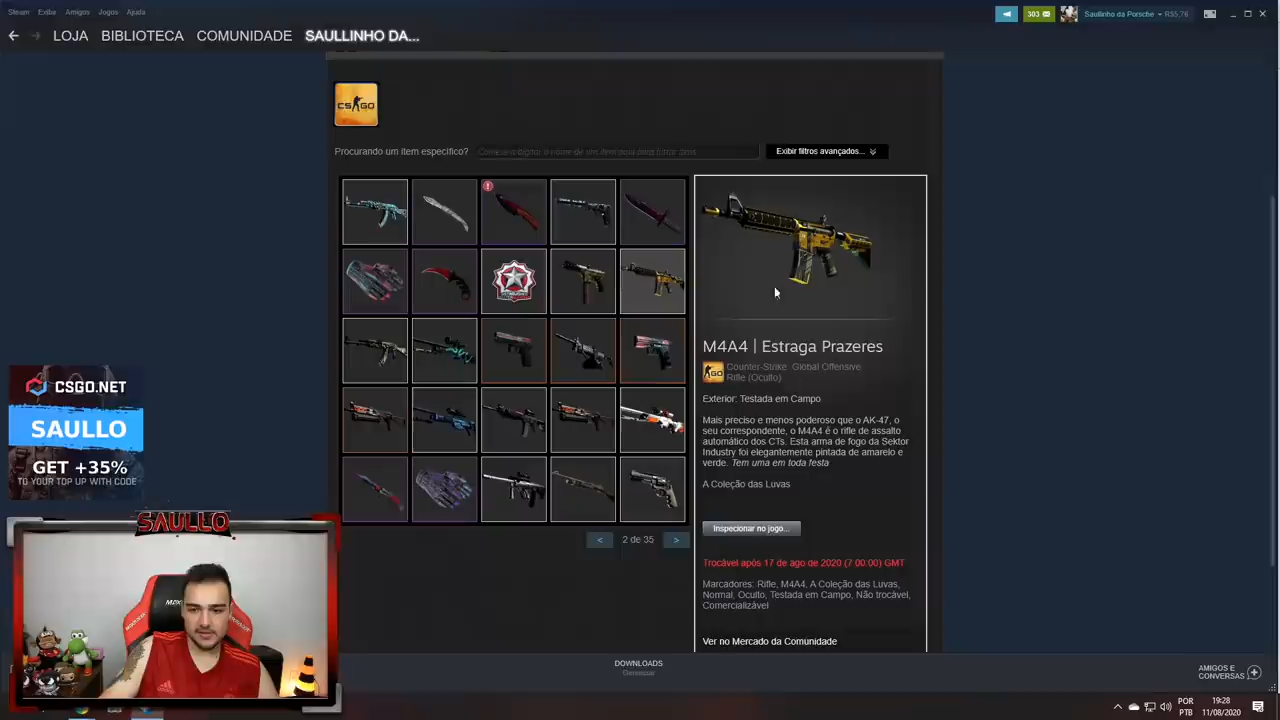 Steam Exibir Amigos Jogos Ajuda
303
Saullinho da Porsche R$5,76
LOJA BIBLIOTECA COMUNIDADE SAULLINHO DA...
CS GO
Procurando um item específico?
Exibir filtros avançados...
M4A4 | Estraga Prazeres
Counter-Strike: Global Offensive
Rifle (Oculto)
Exterior: Testada em Campo
Mais preciso e menos poderoso que o AK-47, o
seu correspondente, o M4A4 é o rifle de assalto
automático dos CTs. Esta arma de fogo da Sektor
Industry foi elegantemente pintada de amarelo e
verde. Tem uma em toda festa
A Coleção das Luvas
Inspecionar no jogo...
< 2 de 35 >
Trocável após 17 de ago de 2020 (7:00:00) GMT
Marcadores: Rifle, M4A4, A Coleção das Luvas,
Normal, Oculto, Testada em Campo, Não trocável,
Comercializável
Ver no Mercado da Comunidade
CSGO.NET
SAULLO
GET +35%
TO YOUR TOP UP WITH CODE
SAULLO
DOWNLOADS
Gerenciar
AMIGOS E
CONVERSAS
POR
PTB
19:28
11/08/2020